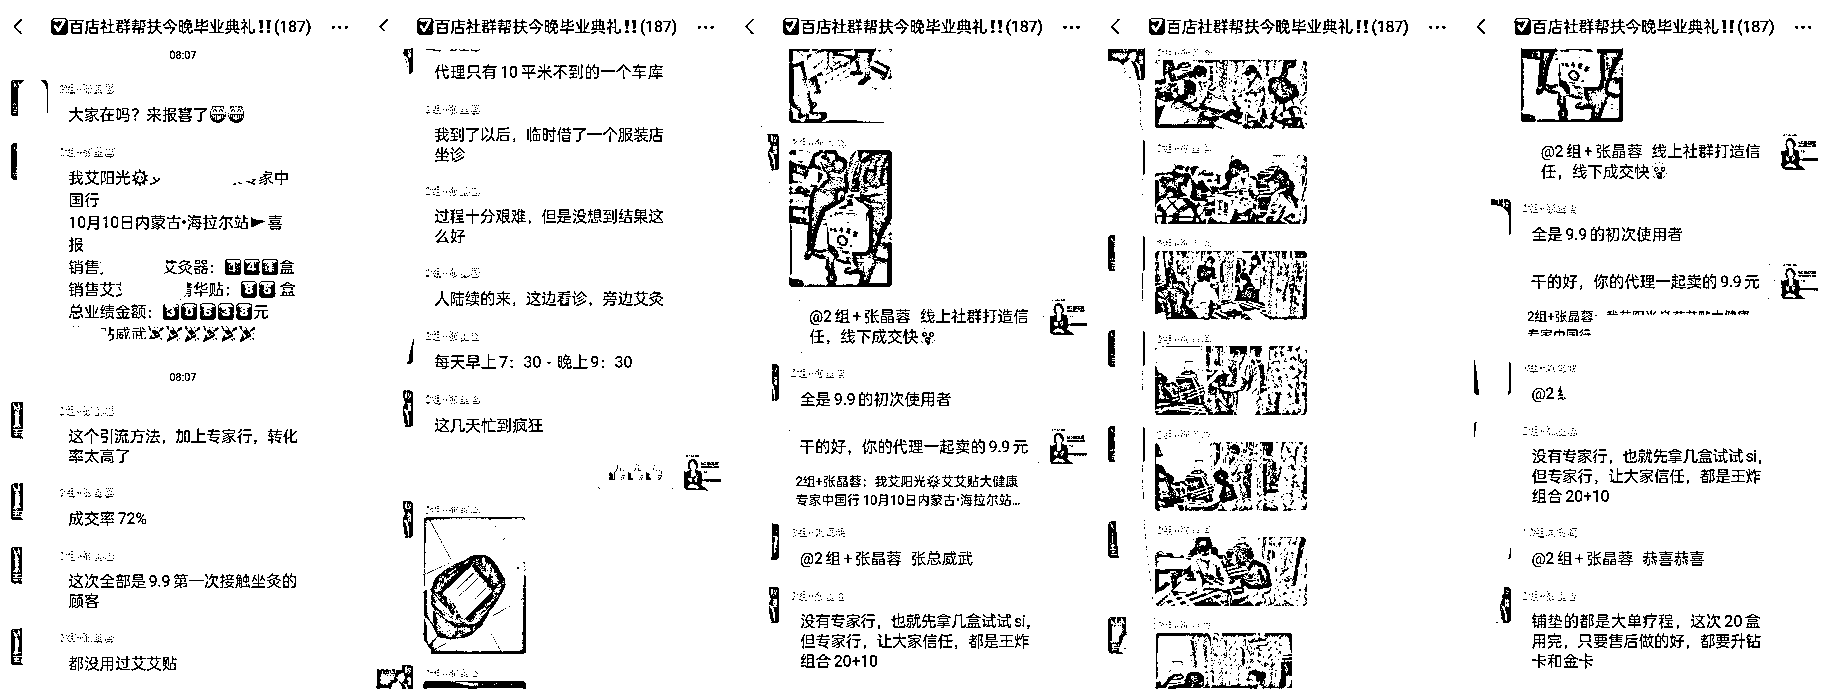 百店社群帮扶今晚毕业典礼!!(187)
08:07
大家在吗？来报喜了
我艾阳光
家中
国行
10月10日内蒙古·海拉尔站 喜
报
销售
艾灸器：
盒
销售艾艾
精华贴：
盒
总业绩金额：
元
贴威武
08:07
这个引流方法，加上专家行，转化
率太高了
成交率 72%
这次全部是 9.9 第一次接触坐灸的
顾客
都没用过艾艾贴
百店社群帮扶今晚毕业典礼!!(187)
代理只有 10 平米不到的一个车库
我到了以后，临时借了一个服装店
坐诊
过程十分艰难，但是没想到结果这
么好
人陆续的来，这边看诊，旁边艾灸
每天早上7：30 - 晚上9：30
这几天忙到疯狂
百店社群帮扶今晚毕业典礼!!(187)
@2 组 + 张晶蓉 线上社群打造信
任，线下成交快
全是 9.9 的初次使用者
干的好，你的代理一起卖的 9.9 元
2组+张晶蓉：我艾阳光 艾艾贴大健康
专家中国行 10月10日内蒙古·海拉尔站...
@2 组 + 张晶蓉 张总威武
没有专家行，也就先拿几盒试试 si，
但专家行，让大家信任，都是王炸
组合 20+10
百店社群帮扶今晚毕业典礼!!(187)
百店社群帮扶今晚毕业典礼!!(187)
@2 组 + 张晶蓉 线上社群打造信
任，线下成交快
全是 9.9 的初次使用者
干的好，你的代理一起卖的 9.9 元
2组+张晶蓉：我艾阳光 艾艾贴大健康
专家中国行
@2
没有专家行，也就先拿几盒试试 si，
但专家行，让大家信任，都是王炸
组合 20+10
@2 组 + 张晶蓉 恭喜恭喜
铺垫的都是大单疗程，这次 20 盒
用完，只要售后做的好，都要升钻
卡和金卡